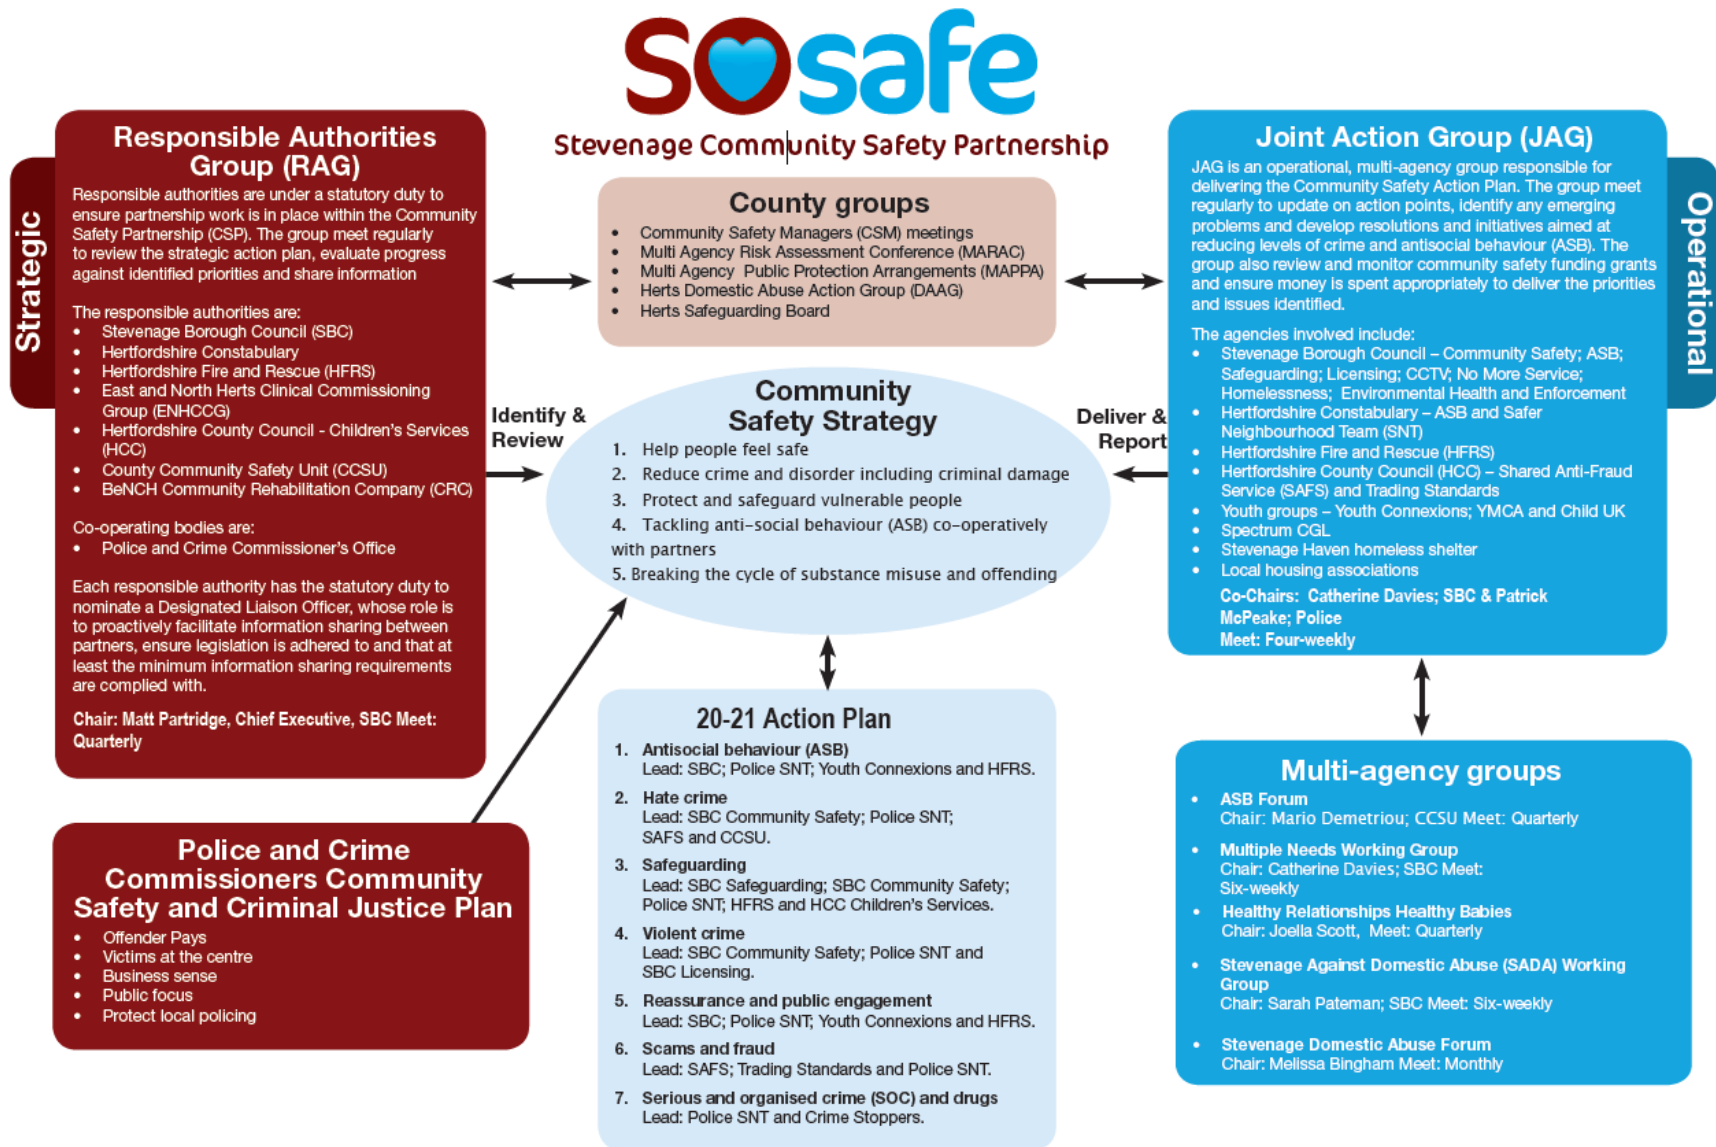 SOsafe
Stevenage Community Safety Partnership
Strategic
Responsible Authorities
Group (RAG)
Responsible authorities are under a statutory duty to
ensure partnership work is in place within the Community
Safety Partnership (CSP). The group meet regularly
to review the strategic action plan, evaluate progress
against identified priorities and share information
The responsible authorities are:
• Stevenage Borough Council (SBC)
• Hertfordshire Constabulary
• Hertfordshire Fire and Rescue (HFRS)
• East and North Herts Clinical Commissioning
Group (ENHCCG)
• Hertfordshire County Council - Children's Services
(HCC)
• County Community Safety Unit (CCSU)
• BeNCH Community Rehabilitation Company (CRC)
Co-operating bodies are:
• Police and Crime Commissioner's Office
Each responsible authority has the statutory duty to
nominate a Designated Liaison Officer, whose role is
to proactively facilitate information sharing between
partners, ensure legislation is adhered to and that at
least the minimum information sharing requirements
are complied with.
Chair: Matt Partridge, Chief Executive, SBC Meet:
Quarterly
County groups
• Community Safety Managers (CSM) meetings
• Multi Agency Risk Assessment Conference (MARAC)
• Multi Agency Public Protection Arrangements (MAPPA)
• Herts Domestic Abuse Action Group (DAAG)
• Herts Safeguarding Board
Identify &
Review
Community
Safety Strategy
1. Help people feel safe
2. Reduce crime and disorder including criminal damage
3. Protect and safeguard vulnerable people
4. Tackling anti-social behaviour (ASB) co-operatively
with partners
5. Breaking the cycle of substance misuse and offending
Deliver &
Report
Joint Action Group (JAG)
JAG is an operational, multi-agency group responsible for
delivering the Community Safety Action Plan. The group meet
regularly to update on action points, identify any emerging
problems and develop resolutions and initiatives aimed at
reducing levels of crime and antisocial behaviour (ASB). The
group also review and monitor community safety funding grants
and ensure money is spent appropriately to deliver the priorities
and issues identified.
The agencies involved include:
• Stevenage Borough Council – Community Safety; ASB;
Safeguarding; Licensing; CCTV; No More Service;
Homelessness; Environmental Health and Enforcement
• Hertfordshire Constabulary – ASB and Safer
Neighbourhood Team (SNT)
• Hertfordshire Fire and Rescue (HFRS)
• Hertfordshire County Council (HCC) – Shared Anti-Fraud
Service (SAFS) and Trading Standards
• Youth groups – Youth Connexions; YMCA and Child UK
• Spectrum CGL
• Stevenage Haven homeless shelter
• Local housing associations
Co-Chairs: Catherine Davies; SBC & Patrick
McPeake; Police
Meet: Four-weekly
Operational
Police and Crime
Commissioners Community
Safety and Criminal Justice Plan
• Offender Pays
• Victims at the centre
• Business sense
• Public focus
• Protect local policing
20-21 Action Plan
1. Antisocial behaviour (ASB)
Lead: SBC; Police SNT; Youth Connexions and HFRS.
2. Hate crime
Lead: SBC Community Safety; Police SNT;
SAFS and CCSU.
3. Safeguarding
Lead: SBC Safeguarding; SBC Community Safety;
Police SNT; HFRS and HCC Children's Services.
4. Violent crime
Lead: SBC Community Safety; Police SNT and
SBC Licensing.
5. Reassurance and public engagement
Lead: SBC; Police SNT; Youth Connexions and HFRS.
6. Scams and fraud
Lead: SAFS; Trading Standards and Police SNT.
7. Serious and organised crime (SOC) and drugs
Lead: Police SNT and Crime Stoppers.
Multi-agency groups
• ASB Forum
Chair: Mario Demetriou; CCSU Meet: Quarterly
• Multiple Needs Working Group
Chair: Catherine Davies; SBC Meet:
Six-weekly
• Healthy Relationships Healthy Babies
Chair: Joella Scott, Meet: Quarterly
• Stevenage Against Domestic Abuse (SADA) Working
Group
Chair: Sarah Pateman; SBC Meet: Six-weekly
• Stevenage Domestic Abuse Forum
Chair: Melissa Bingham Meet: Monthly